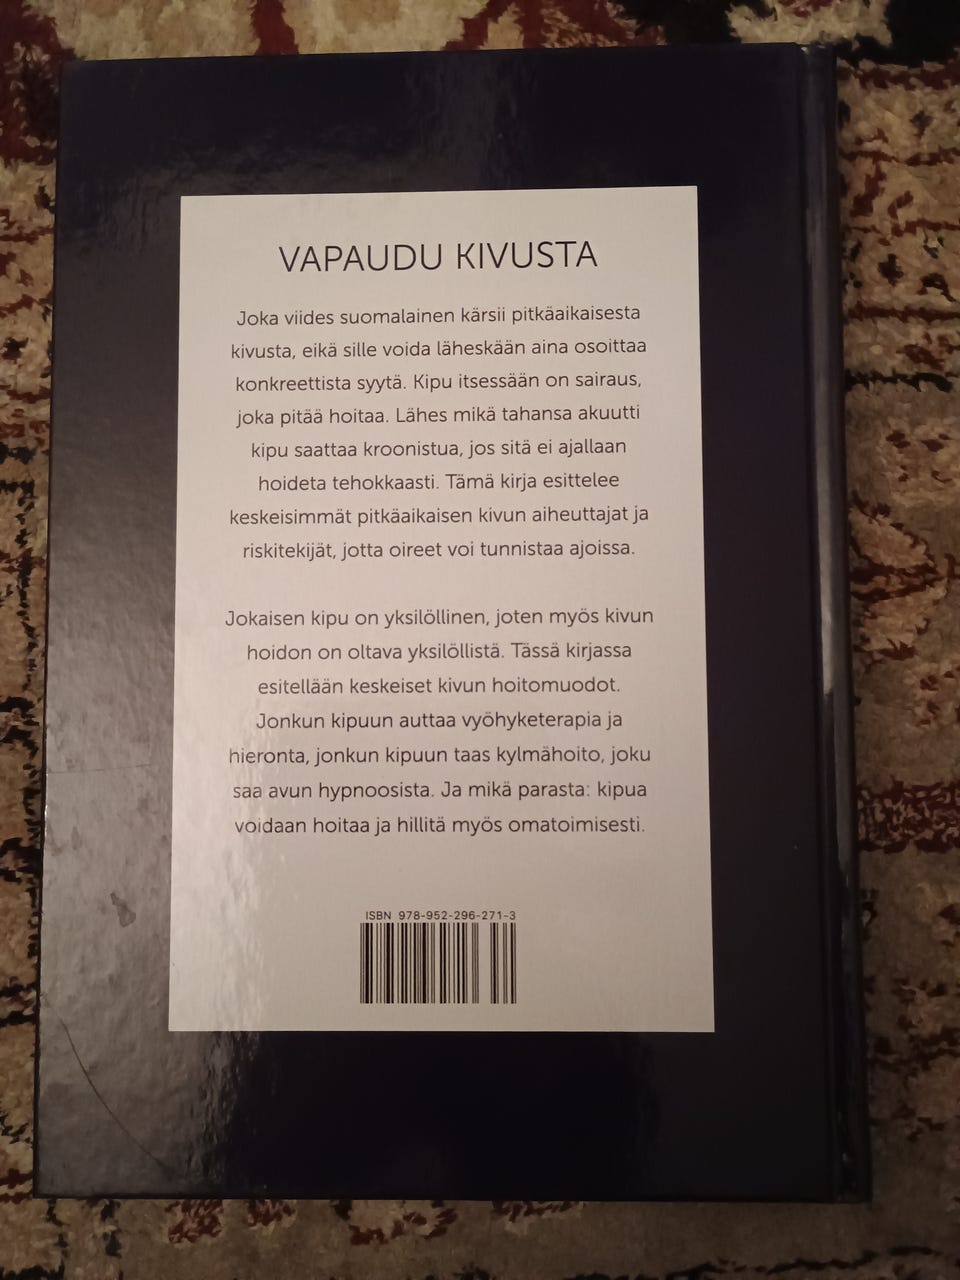 VAPAUDU KIVUSTA
Joka viides suomalainen kärsii pitkäaikaisesta
kivusta, eikä sille voida läheskään aina osoittaa
konkreettista syytä. Kipu itsessään on sairaus,
joka pitää hoitaa. Lähes mikä tahansa akuutti
kipu saattaa kroonistua, jos sitä ei ajallaan
hoideta tehokkaasti. Tämä kirja esittelee
keskeisimmät pitkäaikaisen kivun aiheuttajat ja
riskitekijät, jotta oireet voi tunnistaa ajoissa.
Jokaisen kipu on yksilöllinen, joten myös kivun
hoidon on oltava yksilöllistä. Tässä kirjassa
esitellään keskeiset kivun hoitomuodot.
Jonkun kipuun auttaa vyöhyketerapia ja
hieronta, jonkun kipuun taas kylmähoito, joku
saa avun hypnoosista. Ja mikä parasta: kipua
voidaan hoitaa ja hillitä myös omatoimisesti.
ISBN 978-952-296-271-3